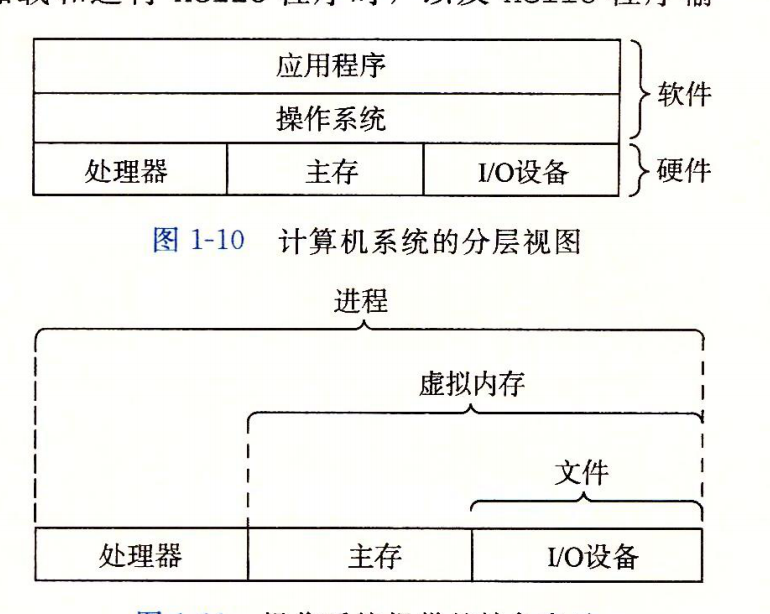 应用程序
操作系统
软件
处理器 主存 I/O设备
硬件
图 1-10 计算机系统的分层视图
进程
虚拟内存
文件
处理器 主存 I/O设备